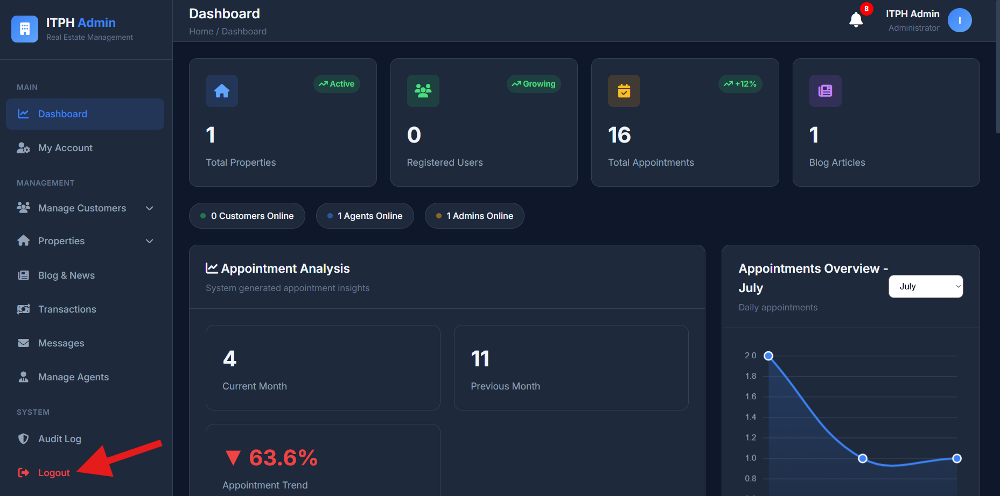 ITPH Admin
Real Estate Management
MAIN
Dashboard
My Account
MANAGEMENT
Manage Customers
Properties
Blog & News
Transactions
Messages
Manage Agents
SYSTEM
Audit Log
Logout
Dashboard
Home / Dashboard
8
ITPH Admin
Administrator
I
Active
1
Total Properties
Growing
0
Registered Users
+12%
16
Total Appointments
1
Blog Articles
0 Customers Online
1 Agents Online
1 Admins Online
Appointment Analysis
System generated appointment insights
4
Current Month
11
Previous Month
▼ 63.6%
Appointment Trend
Appointments Overview -
July
July
Daily appointments
2.0
1.8
1.6
1.4
1.2
1.0
0.8